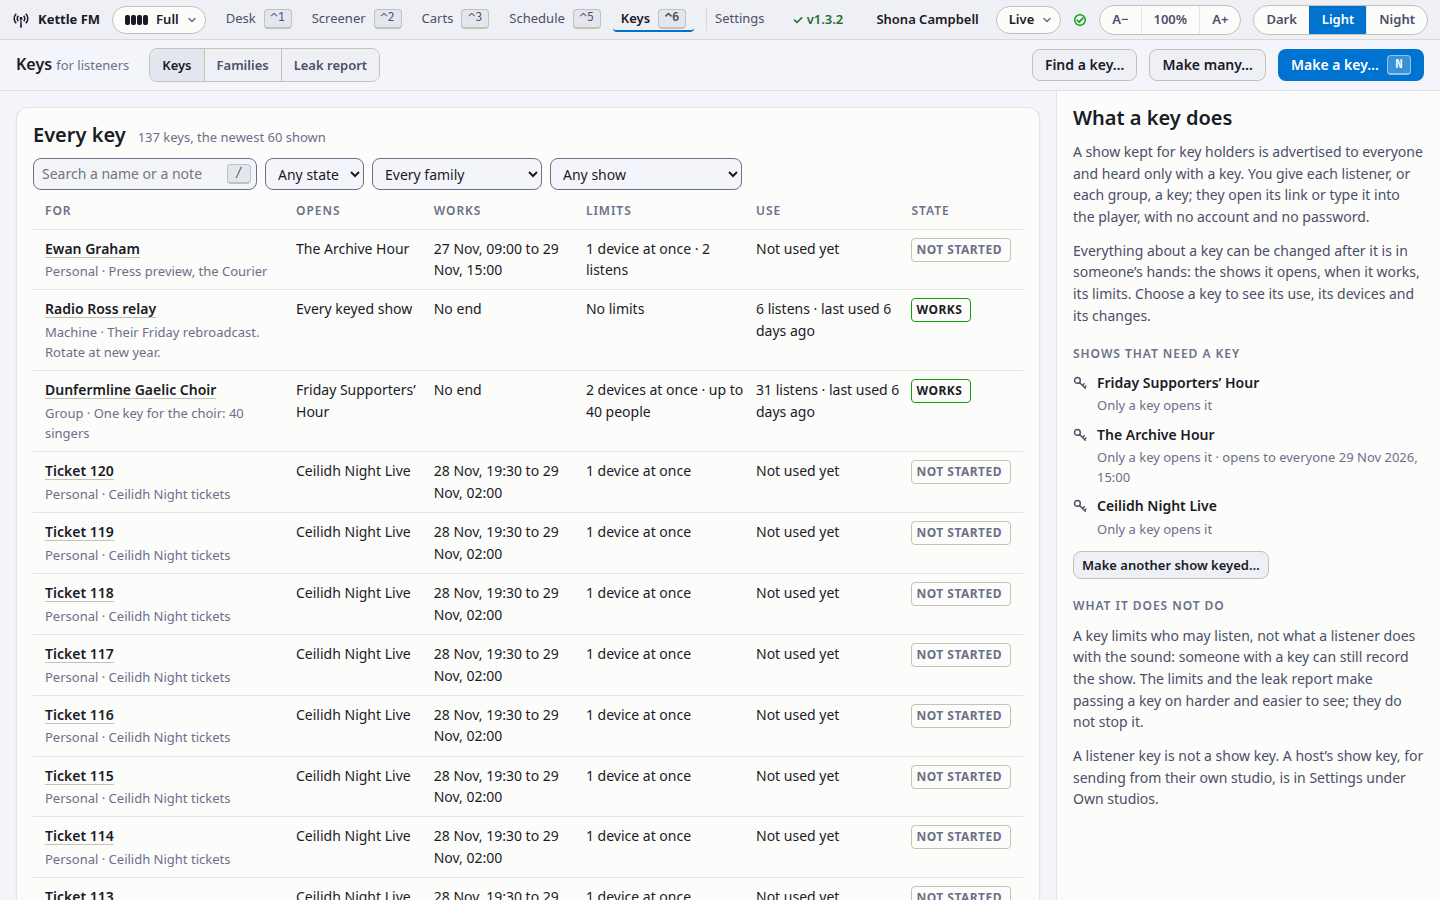 Kettle FM Full Desk ^1 Screener ^2 Carts ^3 Schedule ^5 Keys ^6 Settings v1.3.2 Shona Campbell Live A− 100% A+ Dark Light Night
Keys for listeners Keys Families Leak report Find a key... Make many... Make a key... N
Every key 137 keys, the newest 60 shown
Search a name or a note / Any state Every family Any show
FOR OPENS WORKS LIMITS USE STATE
Ewan Graham The Archive Hour 27 Nov, 09:00 to 29 1 device at once · 2 Not used yet NOT STARTED
Personal · Press preview, the Courier Nov, 15:00 listens
Radio Ross relay Every keyed show No end No limits 6 listens · last used 6 WORKS
Machine · Their Friday rebroadcast. days ago
Rotate at new year.
Dunfermline Gaelic Choir Friday Supporters’ No end 2 devices at once · up to 31 listens · last used 6 WORKS
Group · One key for the choir: 40 Hour 40 people days ago
singers
Ticket 120 Ceilidh Night Live 28 Nov, 19:30 to 29 1 device at once Not used yet NOT STARTED
Personal · Ceilidh Night tickets Nov, 02:00
Ticket 119 Ceilidh Night Live 28 Nov, 19:30 to 29 1 device at once Not used yet NOT STARTED
Personal · Ceilidh Night tickets Nov, 02:00
Ticket 118 Ceilidh Night Live 28 Nov, 19:30 to 29 1 device at once Not used yet NOT STARTED
Personal · Ceilidh Night tickets Nov, 02:00
Ticket 117 Ceilidh Night Live 28 Nov, 19:30 to 29 1 device at once Not used yet NOT STARTED
Personal · Ceilidh Night tickets Nov, 02:00
Ticket 116 Ceilidh Night Live 28 Nov, 19:30 to 29 1 device at once Not used yet NOT STARTED
Personal · Ceilidh Night tickets Nov, 02:00
Ticket 115 Ceilidh Night Live 28 Nov, 19:30 to 29 1 device at once Not used yet NOT STARTED
Personal · Ceilidh Night tickets Nov, 02:00
Ticket 114 Ceilidh Night Live 28 Nov, 19:30 to 29 1 device at once Not used yet NOT STARTED
Personal · Ceilidh Night tickets Nov, 02:00
Ticket 113 Ceilidh Night Live 28 Nov, 19:30 to 29 1 device at once Not used yet NOT STARTED
What a key does
A show kept for key holders is advertised to everyone
and heard only with a key. You give each listener, or
each group, a key; they open its link or type it into
the player, with no account and no password.
Everything about a key can be changed after it is in
someone’s hands: the shows it opens, when it works,
its limits. Choose a key to see its use, its devices and
its changes.
SHOWS THAT NEED A KEY
Friday Supporters’ Hour
Only a key opens it
The Archive Hour
Only a key opens it · opens to everyone 29 Nov 2026,
15:00
Ceilidh Night Live
Only a key opens it
Make another show keyed...
WHAT IT DOES NOT DO
A key limits who may listen, not what a listener does
with the sound: someone with a key can still record
the show. The limits and the leak report make
passing a key on harder and easier to see; they do
not stop it.
A listener key is not a show key. A host’s show key, for
sending from their own studio, is in Settings under
Own studios.